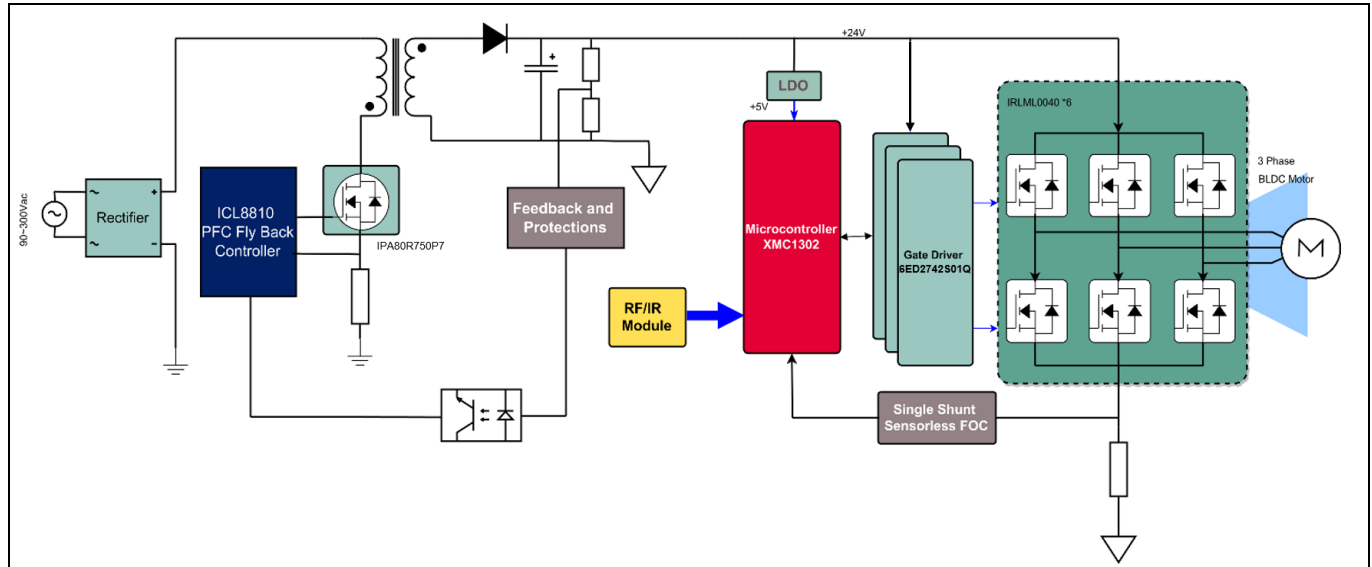 90~300Vac
~
~
+
-
Rectifier
ICL8810
PFC Fly Back
Controller
IPA80R750P7
+
Feedback and
Protections
+24V
LDO
+5V
Microcontroller
XMC1302
RF/IR
Module
Gate Driver
6ED2742S01Q
Single Shunt
Sensorless FOC
IRLML0040 *6
3 Phase
BLDC Motor
M